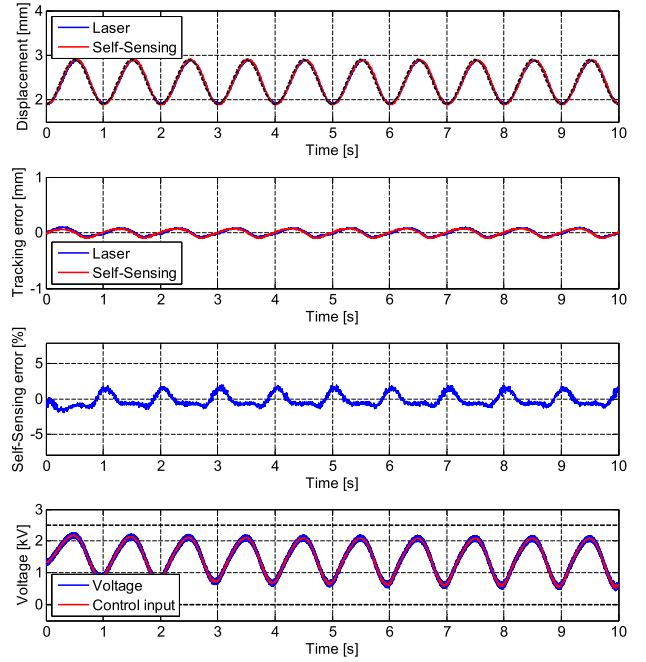 Displacement [mm]
4
3
2
Laser
Self-Sensing
0 1 2 3 4 5 6 7 8 9 10
Time [s]
Tracking error [mm]
1
0
-1
Laser
Self-Sensing
0 1 2 3 4 5 6 7 8 9 10
Time [s]
Self-Sensing error [%]
5
0
-5
0 1 2 3 4 5 6 7 8 9 10
Time [s]
Voltage [kV]
3
2
1
0
Voltage
Control input
0 1 2 3 4 5 6 7 8 9 10
Time [s]